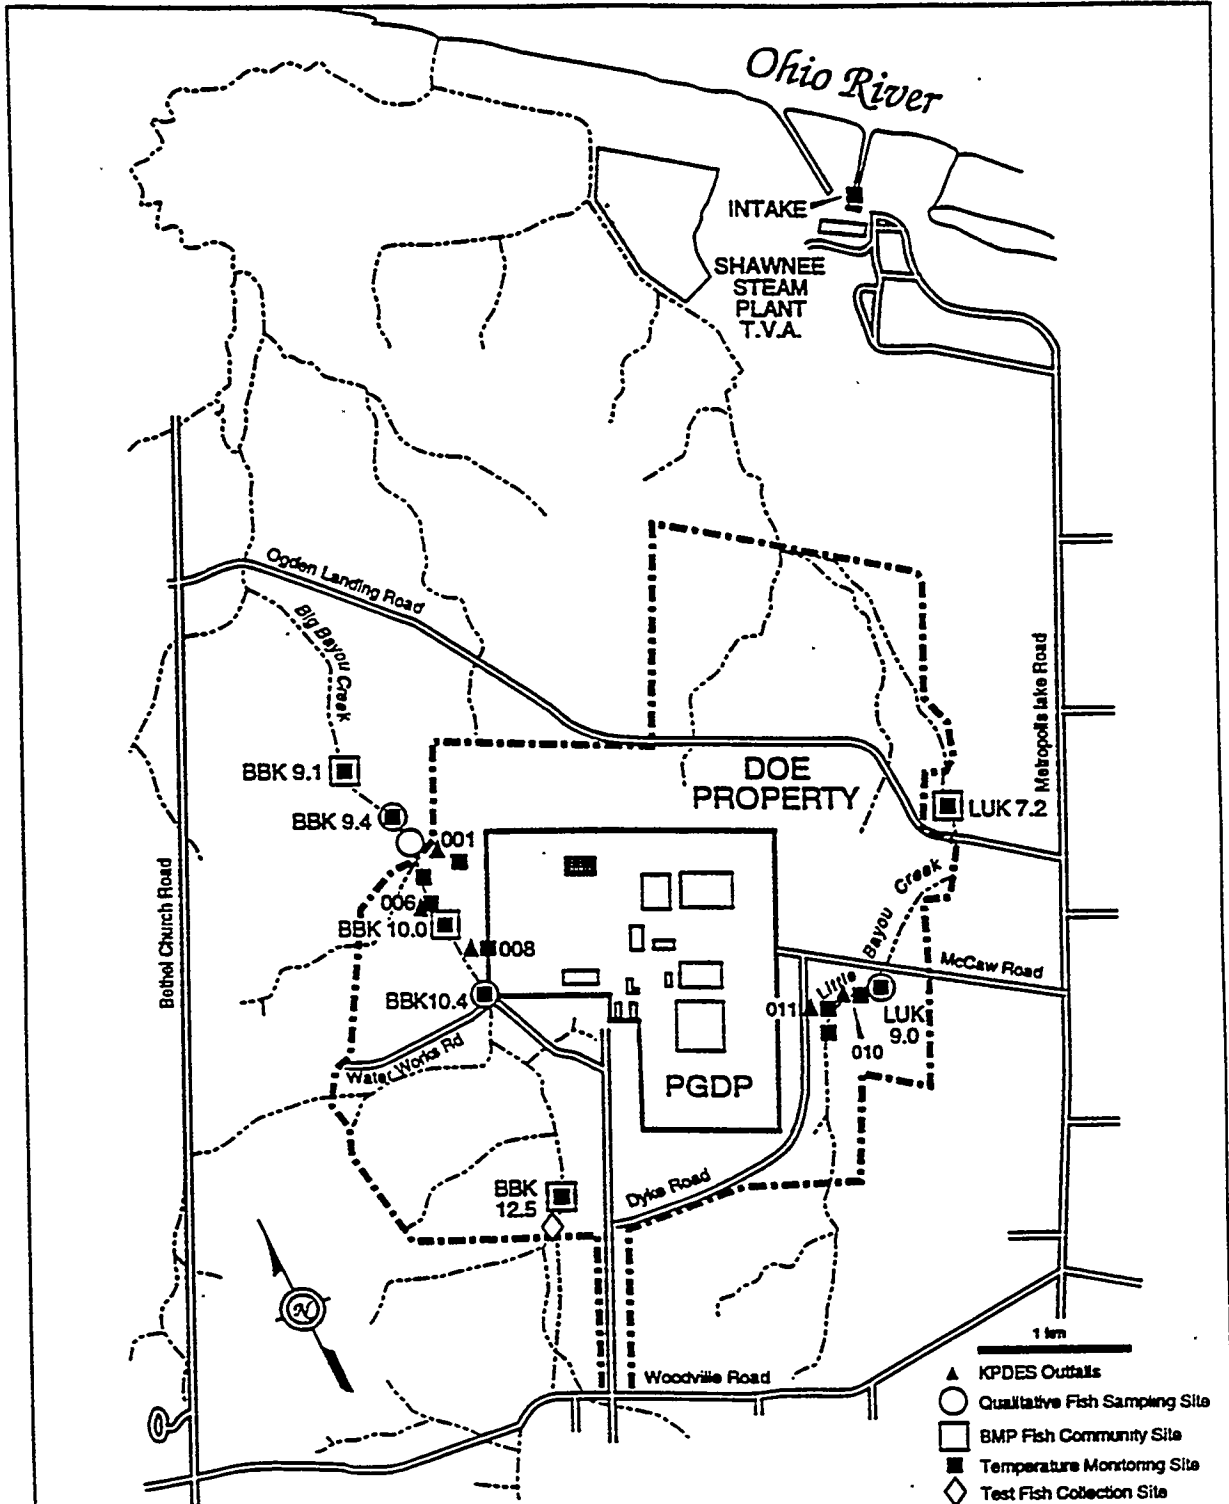 Ohio River
INTAKE
SHAWNEE
STEAM
PLANT
T.V.A.
Ogden Landing Road
Big Bayou Creek
Metropolis lake Road
BBK 9.1
DOE
PROPERTY
LUK 7.2
BBK 9.4
001
Bethel Church Road
006
BBK 10.0
008
Little Bayou Creek
McCaw Road
BBK10.4
011
LUK
9.0
010
Water Works Rd
PGDP
BBK
12.5
Dyke Road
N
1 km
Woodville Road
KPDES Outfalls
Qualitative Fish Sampling Site
BMP Fish Community Site
Temperature Monitoring Site
Test Fish Collection Site